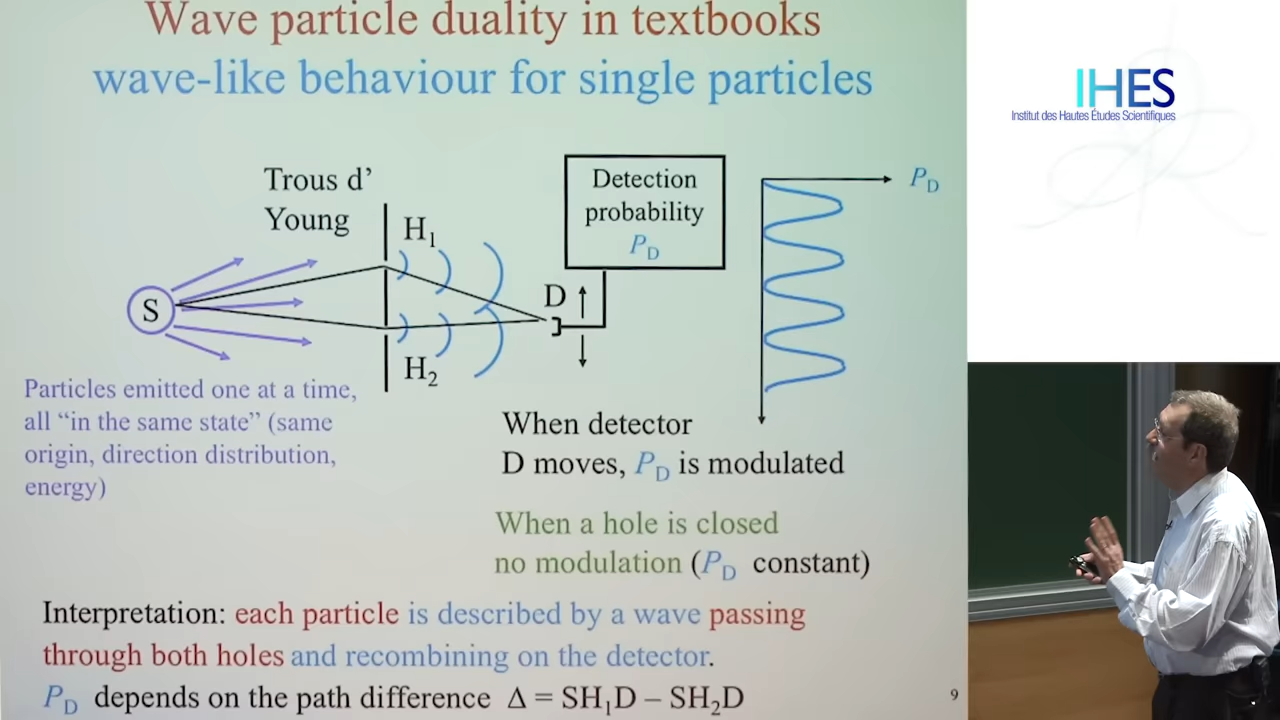 Wave particle duality in textbooks
wave-like behaviour for single particles
IHES
Institut des Hautes Études Scientifiques
Trous d’
Young
H1
Detection
probability
PD
PD
S
D
H2
Particles emitted one at a time,
all “in the same state” (same
origin, direction distribution,
energy)
When detector
D moves, PD is modulated
When a hole is closed
no modulation (PD constant)
Interpretation: each particle is described by a wave passing
through both holes and recombining on the detector.
PD depends on the path difference Δ = SH1D – SH2D
9